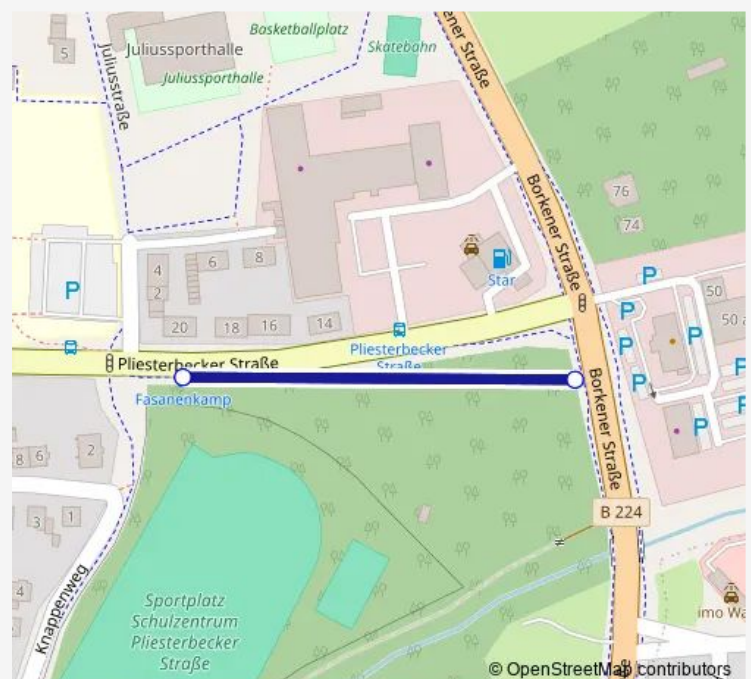 5
Juliusstraße
Juliussporthalle
Juliussporthalle
Basketballplatz
Skatebahn
Borkener Straße
76
74
4
2
6
8
P
20
18
16
14
Star
P
P
P
P
P
P
P
P
50
50 a
Pliesterbecker Straße
Pliesterbecker
Straße
Fasanenkamp
Borkener Straße
B 224
2
8
6
3
1
4
Knappenweg
Sportplatz
Schulzentrum
Pliesterbecker
Straße
© OpenStreetMap contributors